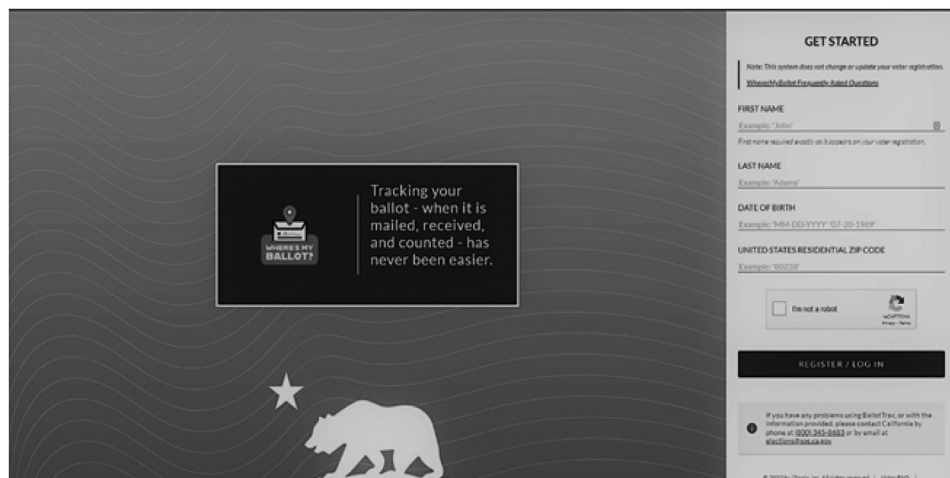 GET STARTED
Note: This system does not change or update your voter registration.
WheresMyBallot Frequently Asked Questions
FIRST NAME
Example: "John"
First name required exactly as it appears on your voter registration.
LAST NAME
Example: "Adams"
DATE OF BIRTH
Example: "MM-DD-YYYY" "07-20-1969"
UNITED STATES RESIDENTIAL ZIP CODE
Example: "80238"
I'm not a robot
reCAPTCHA
Privacy - Terms
REGISTER / LOG IN
If you have any problems using BallotTrax, or with the
information provided, please contact California by
phone at (800) 345-8683 or by email at
elections@sos.ca.gov
WHERE'S MY
BALLOT?
Tracking your
ballot - when it is
mailed, received,
and counted - has
never been easier.